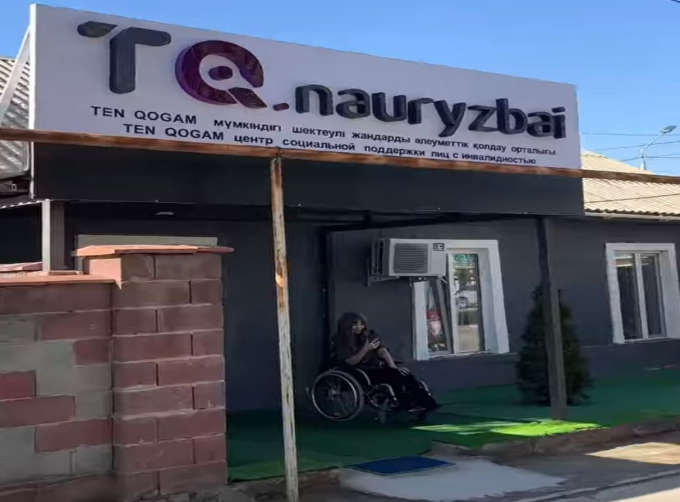 TQ.nauryzbai
TEN QOGAM мүмкіндігі шектеулі жандарды әлеуметтік қолдау орталығы
TEN QOGAM центр социальной поддержки лиц с инвалидностью